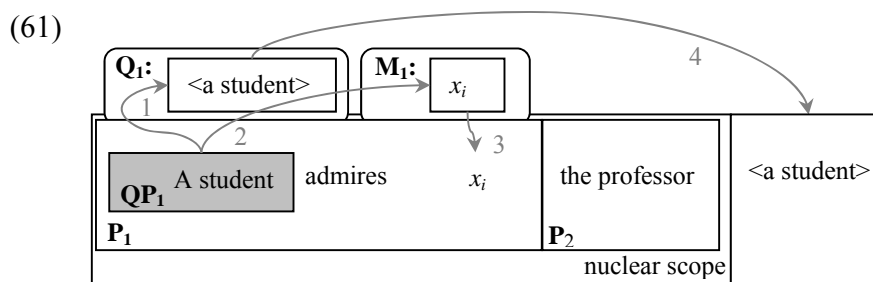 (61)
4
Q₁: <a student> M₁: xᵢ
1 2 3
QP₁ A student admires xᵢ the professor <a student>
P₁ P₂
nuclear scope